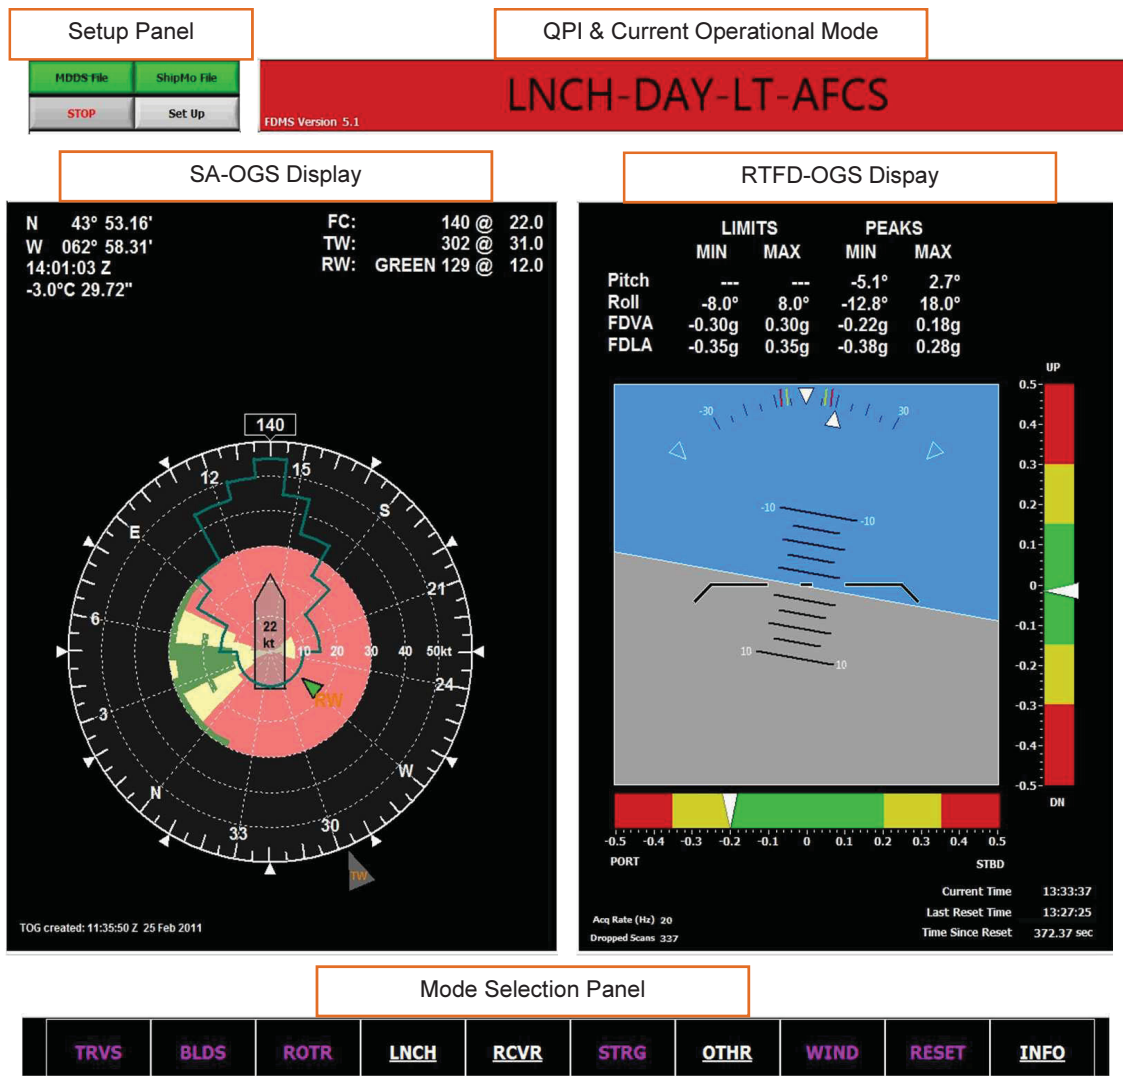 Setup Panel
QPI & Current Operational Mode
MDDS File ShipMo File
STOP Set Up
LNCH-DAY-LT-AFCS
FDMS Version 5.1
SA-OGS Display
RTFD-OGS Dispay
N 43° 53.16'
W 062° 58.31'
14:01:03 Z
-3.0°C 29.72"
FC: 140 @ 22.0
TW: 302 @ 31.0
RW: GREEN 129 @ 12.0
140
12 15
E S
6 21
22
kt
10 20 30 40 50kt
RW
3 24
N W
33 30
TW
TOG created: 11:35:50 Z 25 Feb 2011
LIMITS PEAKS
MIN MAX MIN MAX
Pitch --- --- -5.1° 2.7°
Roll -8.0° 8.0° -12.8° 18.0°
FDVA -0.30g 0.30g -0.22g 0.18g
FDLA -0.35g 0.35g -0.38g 0.28g
-30 30
-10 -10
10 10
UP
0.5
0.4
0.3
0.2
0.1
0
-0.1
-0.2
-0.3
-0.4
-0.5
DN
-0.5 -0.4 -0.3 -0.2 -0.1 0 0.1 0.2 0.3 0.4 0.5
PORT STBD
Current Time 13:33:37
Last Reset Time 13:27:25
Time Since Reset 372.37 sec
Acq Rate (Hz) 20
Dropped Scans 337
Mode Selection Panel
TRVS BLDS ROTR LNCH RCVR STRG OTHR WIND RESET INFO